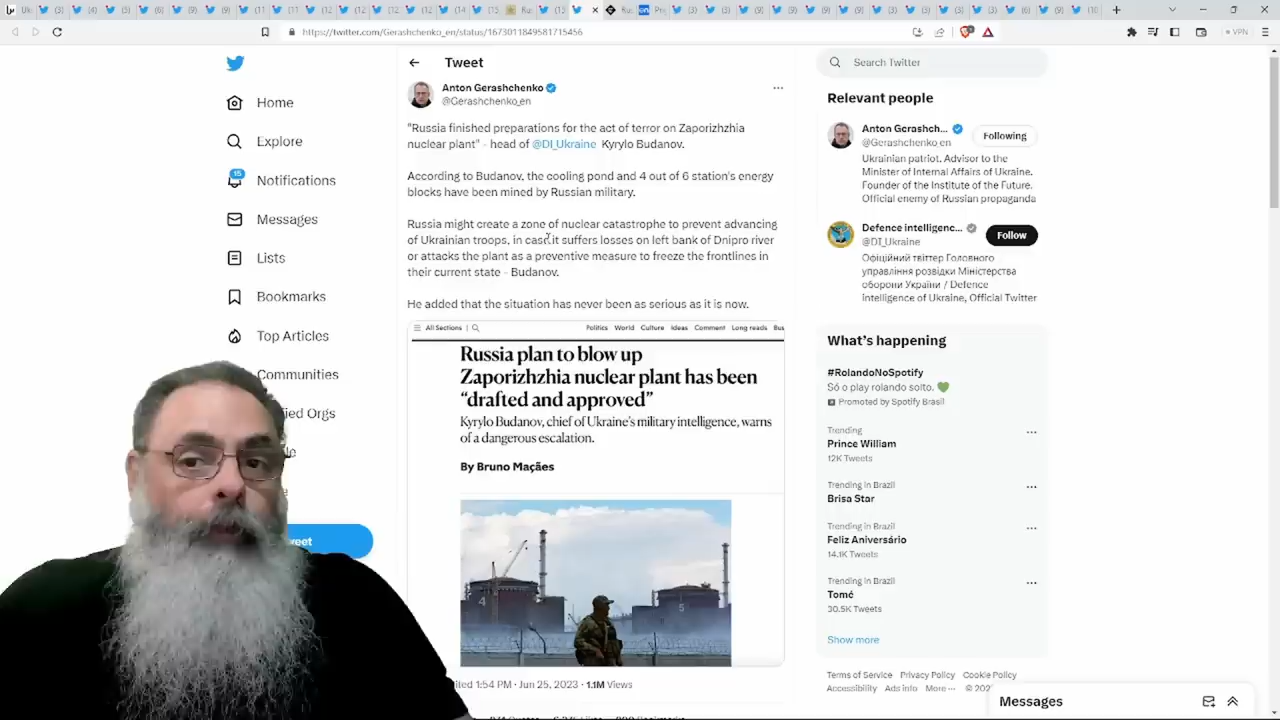 https://twitter.com/Gerashchenko_en/status/1673011849581715456
VPN
Home
Explore
15
Notifications
Messages
Lists
Bookmarks
Top Articles
Communities
Tweet
Anton Gerashchenko
@Gerashchenko_en
"Russia finished preparations for the act of terror on Zaporizhzhia
nuclear plant" - head of @DI_Ukraine Kyrylo Budanov.
According to Budanov, the cooling pond and 4 out of 6 station's energy
blocks have been mined by Russian military.
Russia might create a zone of nuclear catastrophe to prevent advancing
of Ukrainian troops, in case it suffers losses on left bank of Dnipro river
or attacks the plant as a preventive measure to freeze the frontlines in
their current state - Budanov.
He added that the situation has never been as serious as it is now.
All Sections
Politics World Culture Ideas Comment Long reads Bus
Russia plan to blow up
Zaporizhzhia nuclear plant has been
“drafted and approved”
Kyrylo Budanov, chief of Ukraine's military intelligence, warns
of a dangerous escalation.
By Bruno Maçães
4
5
1:54 PM · Jun 25, 2023 · 1.1M Views
Search Twitter
Relevant people
Anton Gerashch...
@Gerashchenko_en
Following
Ukrainian patriot. Advisor to the
Minister of Internal Affairs of Ukraine.
Founder of the Institute of the Future.
Official enemy of Russian propaganda
Defence intelligenc...
@DI_Ukraine
Follow
Офіційний твіттер Головного
управління розвідки Міністерства
оборони України / Defence
intelligence of Ukraine, Official Twitter
What's happening
#RolandoNoSpotify
Só o play rolando solto. 💚
Promoted by Spotify Brasil
Trending
Prince William
12K Tweets
Trending in Brazil
Brisa Star
Trending in Brazil
Feliz Aniversário
14.1K Tweets
Trending in Brazil
Tomé
30.5K Tweets
Show more
Terms of Service Privacy Policy Cookie Policy
Accessibility Ads info More ···
Messages